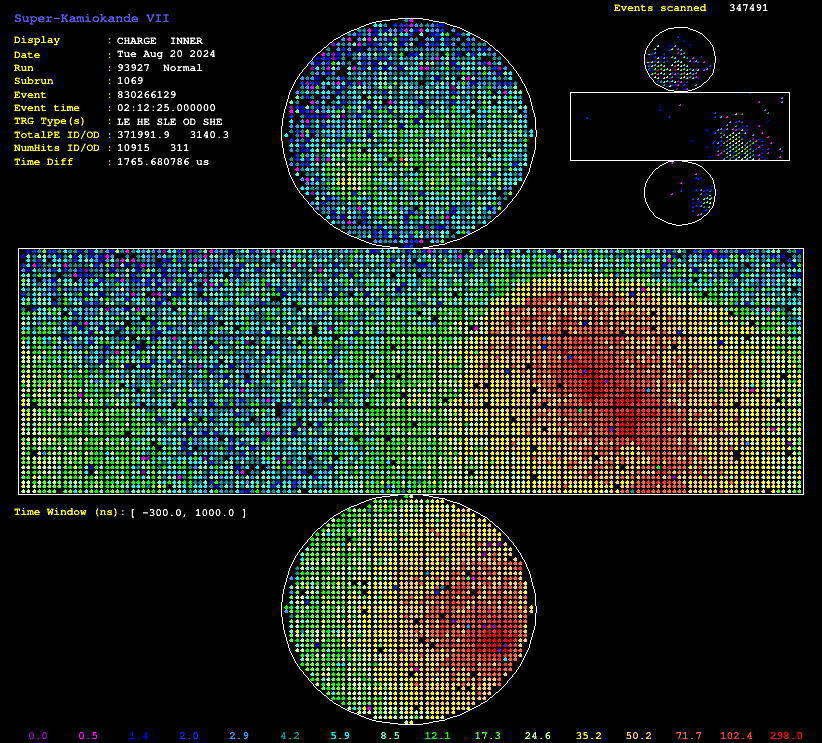 Super-Kamiokande VII
Events scanned 347491
Display : CHARGE INNER
Date : Tue Aug 20 2024
Run : 93927 Normal
Subrun : 1069
Event : 830266129
Event time : 02:12:25.000000
TRG Type(s) : LE HE SLE OD SHE
TotalPE ID/OD : 371991.9 3140.3
NumHits ID/OD : 10915 311
Time Diff : 1765.680786 us
Time Window (ns): [ -300.0, 1000.0 ]
0.0 0.5 1.4 2.0 2.9 4.2 5.9 8.5 12.1 17.3 24.6 35.2 50.2 71.7 102.4 298.0